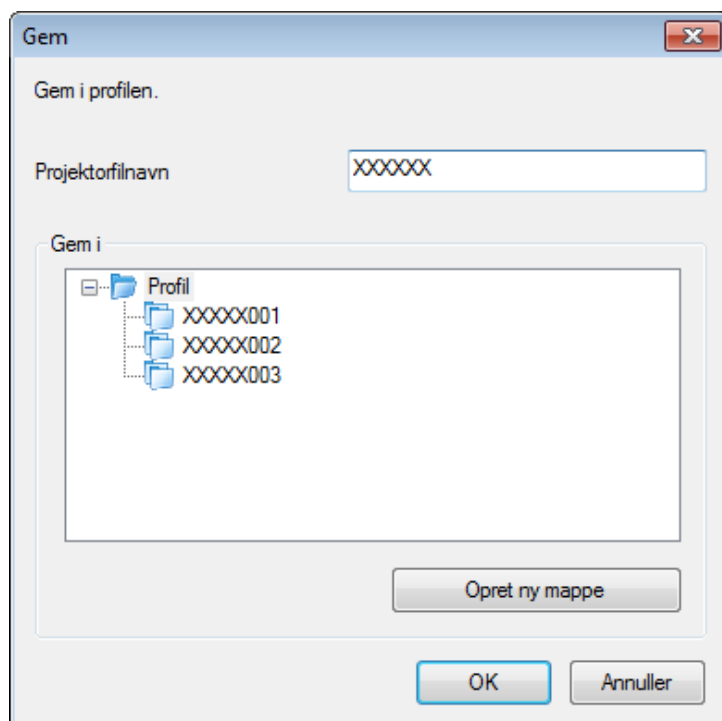 Gem
Gem i profilen.
Projektorfilnavn XXXXXX
Gem i
Profil
XXXXX001
XXXXX002
XXXXX003
Opret ny mappe
OK Annuller